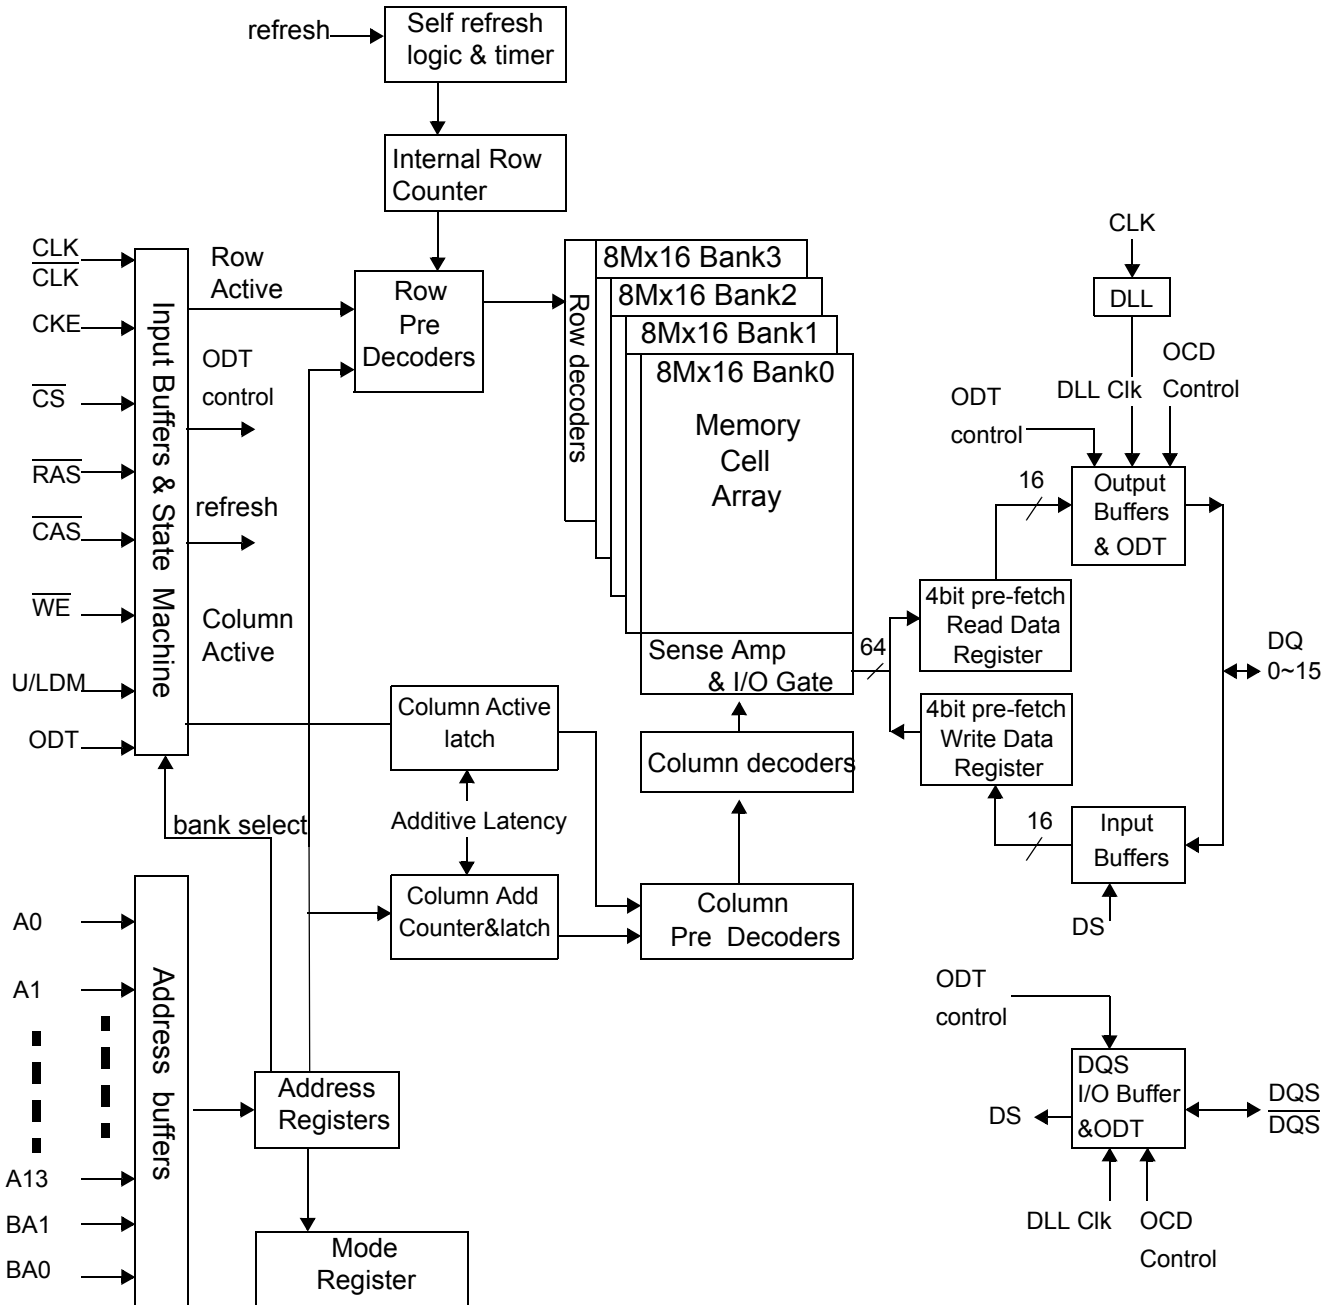 refresh
Self refresh
logic & timer
Internal Row
Counter
CLK
CLK
CKE
CS
RAS
CAS
WE
U/LDM
ODT
Input Buffers & State Machine
Row
Active
ODT
control
refresh
Column
Active
bank select
Row
Pre
Decoders
Row decoders
8Mx16 Bank3
8Mx16 Bank2
8Mx16 Bank1
8Mx16 Bank0
Memory
Cell
Array
Sense Amp
& I/O Gate
64
Column Active
latch
Additive Latency
Column Add
Counter&latch
Column decoders
Column
Pre Decoders
4bit pre-fetch
Read Data
Register
4bit pre-fetch
Write Data
Register
16
16
CLK
DLL
DLL Clk
OCD
Control
ODT
control
Output
Buffers
& ODT
DQ
0~15
Input
Buffers
DS
A0
A1
A13
BA1
BA0
Address buffers
Address
Registers
Mode
Register
ODT
control
DQS
I/O Buffer
&ODT
DS
DQS
DQS
DLL Clk
OCD
Control